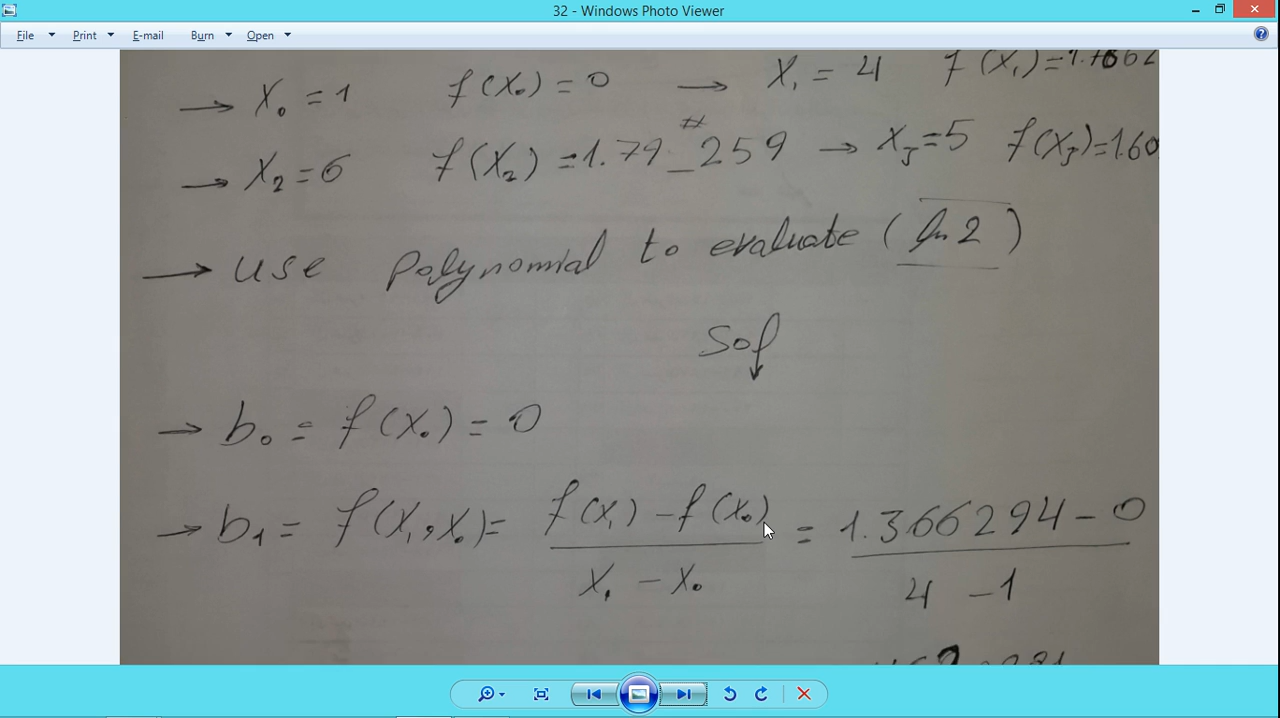 32 - Windows Photo Viewer
File Print E-mail Burn Open
→ X₀ = 1 f(X₀) = 0 → X₁ = 4 f(X₁) =
→ X₂ = 6 f(X₂) = 1.79_259 → X₃ = 5 f(X₃) = 1.60
→ use polynomial to evaluate (ln 2)
Sol
→ b₀ = f(X₀) = 0
→ b₁ = f(X₁, X₀) = f(X₁) - f(X₀) / X₁ - X₀ = 1.366294 - 0 / 4 - 1